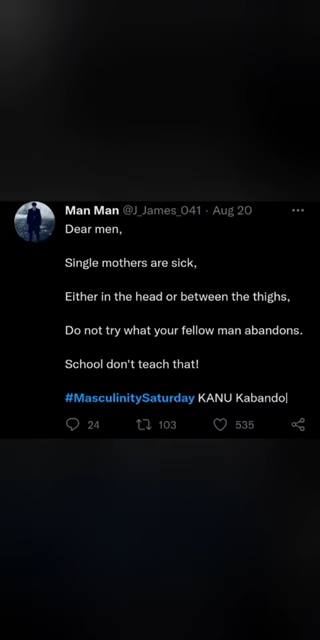 Man Man @J_James_041 · Aug 20
Dear men,
Single mothers are sick,
Either in the head or between the thighs,
Do not try what your fellow man abandons.
School don't teach that!
#MasculinitySaturday KANU Kabando
24 103 535